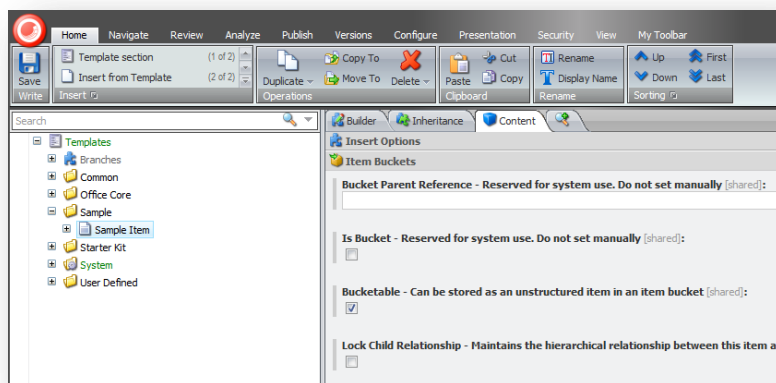 Home Navigate Review Analyze Publish Versions Configure Presentation Security View My Toolbar
Template section (1 of 2) Copy To Cut Rename Up First
Insert from Template (2 of 2) Move To Copy Display Name Down Last
Save Duplicate Delete Paste
Write Insert Operations Clipboard Rename Sorting
Search Builder Inheritance Content
Templates
Insert Options
Branches
Item Buckets
Common
Bucket Parent Reference - Reserved for system use. Do not set manually [shared]:
Office Core
Sample
Sample Item
Is Bucket - Reserved for system use. Do not set manually [shared]:
Starter Kit
System
User Defined
Bucketable - Can be stored as an unstructured item in an item bucket [shared]:
Lock Child Relationship - Maintains the hierarchical relationship between this item a